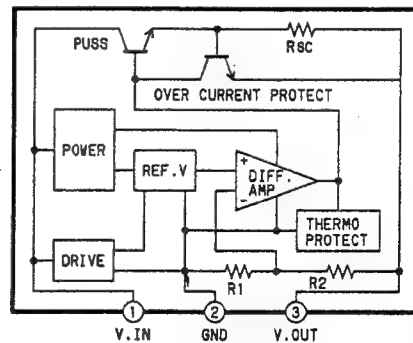 PUSS
RSC
OVER CURRENT PROTECT
POWER
REF.V
+
DIFF.
AMP
-
THERMO
PROTECT
DRIVE
R1
R2
1
2
3
V.IN
GND
V.OUT